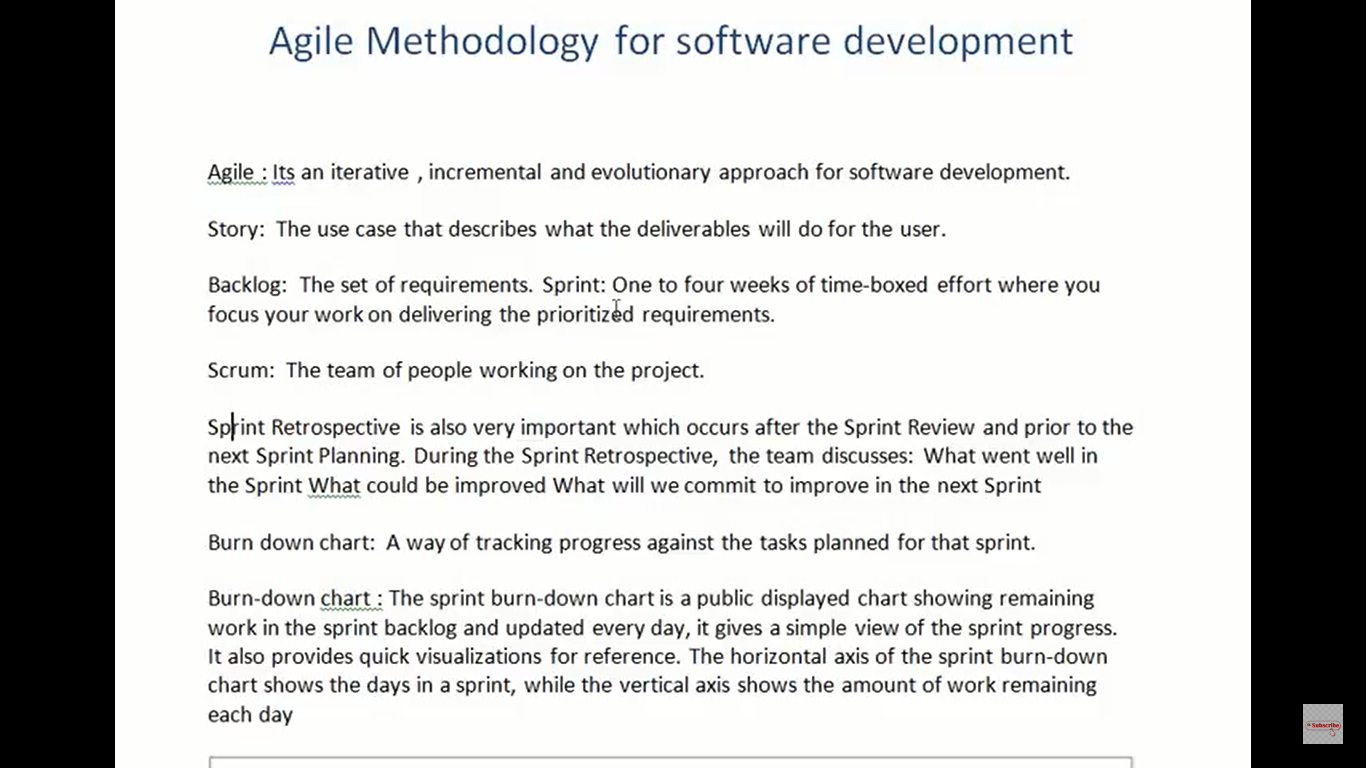 Agile Methodology for software development
Agile : Its an iterative , incremental and evolutionary approach for software development.
Story:  The use case that describes what the deliverables will do for the user.
Backlog:  The set of requirements. Sprint: One to four weeks of time-boxed effort where you
focus your work on delivering the prioritized requirements.
Scrum:  The team of people working on the project.
Sprint Retrospective is also very important which occurs after the Sprint Review and prior to the
next Sprint Planning. During the Sprint Retrospective, the team discusses: What went well in
the Sprint What could be improved What will we commit to improve in the next Sprint
Burn down chart:  A way of tracking progress against the tasks planned for that sprint.
Burn-down chart : The sprint burn-down chart is a public displayed chart showing remaining
work in the sprint backlog and updated every day, it gives a simple view of the sprint progress.
It also provides quick visualizations for reference. The horizontal axis of the sprint burn-down
chart shows the days in a sprint, while the vertical axis shows the amount of work remaining
each day
Subscribe